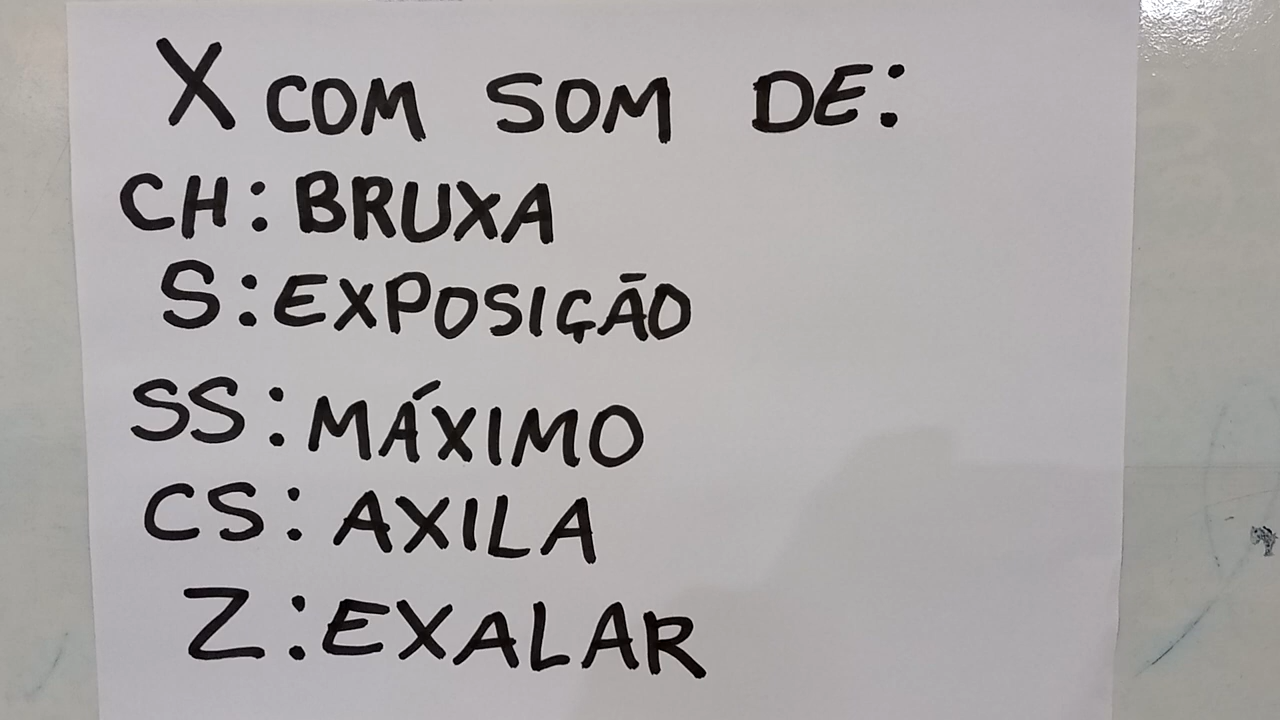 X COM SOM DE:
CH: BRUXA
S: EXPOSIÇÃO
SS: MÁXIMO
CS: AXILA
Z: EXALAR